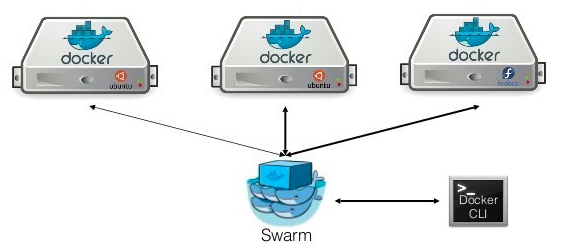 docker
ubuntu
docker
ubuntu
docker
fedora
Swarm
>_
Docker
CLI